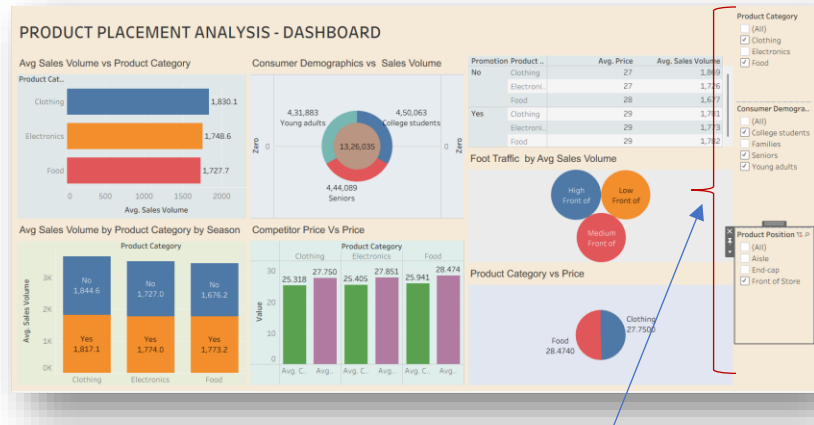 PRODUCT PLACEMENT ANALYSIS - DASHBOARD
Avg Sales Volume vs Product Category
Product Cat..
Clothing
1,830.1
Electronics
1,748.6
Food
1,727.7
0 500 1000 1500 2000
Avg. Sales Volume
Consumer Demographics vs Sales Volume
4,31,883
Young adults
4,50,063
College students
Zero 0
13,26,035
0 Zero
4,44,089
Seniors
Promotion Product .. Avg. Price Avg. Sales Volume
No Clothing 27 1,869
Electroni.. 27 1,726
Food 28 1,677
Yes Clothing 29 1,781
Electroni.. 29 1,773
Food 29 1,782
Foot Traffic by Avg Sales Volume
High
Front of
Low
Front of
Medium
Front of
Avg Sales Volume by Product Category by Season
Product Category
Avg. Sales Volume
3K
2K
1K
0K
No
1,844.6
No
1,727.0
No
1,676.2
Yes
1,817.1
Yes
1,774.0
Yes
1,773.2
Clothing Electronics Food
Competitor Price Vs Price
Product Category
Clothing Electronics Food
Value
30
20
10
0
25.318 27.750 25.405 27.851 25.941 28.474
Avg. C.. Avg.. Avg. C.. Avg.. Avg. C.. Avg..
Product Category vs Price
Clothing
27.7500
Food
28.4740
Product Category
(All)
Clothing
Electronics
Food
Consumer Demogra..
(All)
College students
Families
Seniors
Young adults
Product Position
(All)
Aisle
End-cap
Front of Store